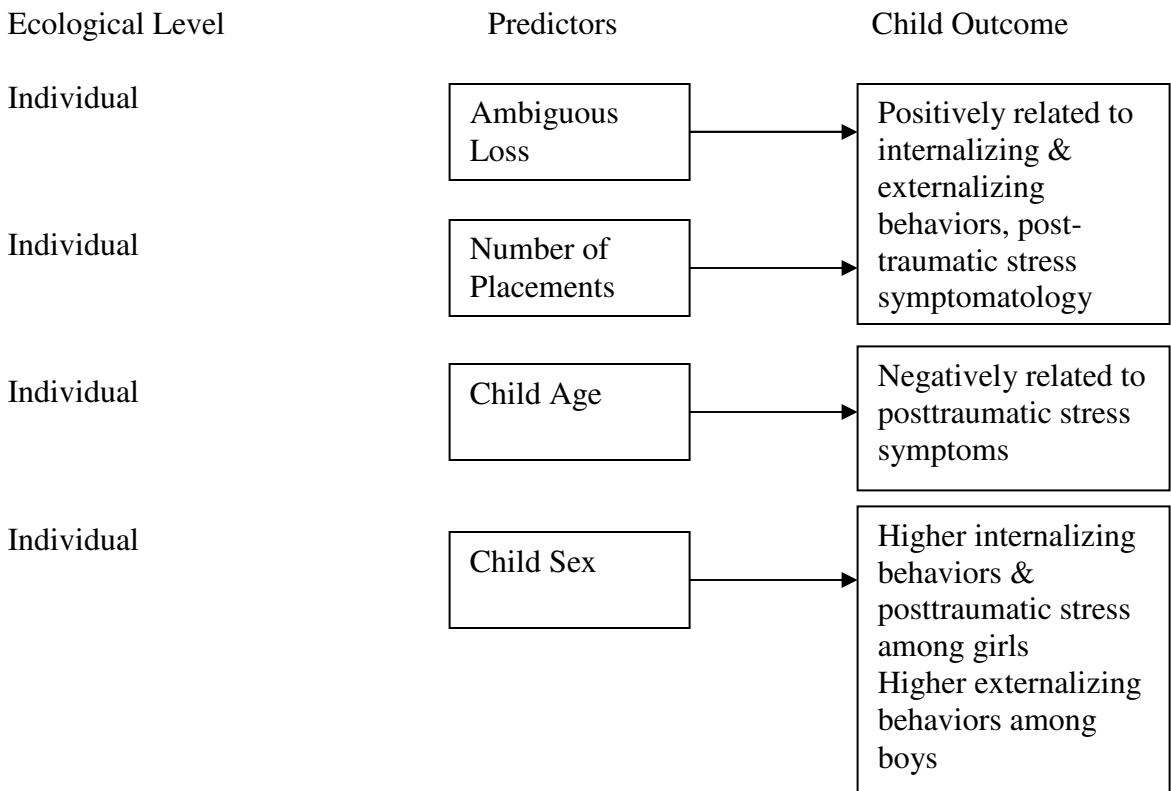 Ecological Level Predictors Child Outcome
Individual
Ambiguous
Loss
Positively related to
internalizing &
externalizing
behaviors, post-
traumatic stress
symptomatology
Individual
Number of
Placements
Individual
Child Age
Negatively related to
posttraumatic stress
symptoms
Individual
Child Sex
Higher internalizing
behaviors &
posttraumatic stress
among girls
Higher externalizing
behaviors among
boys